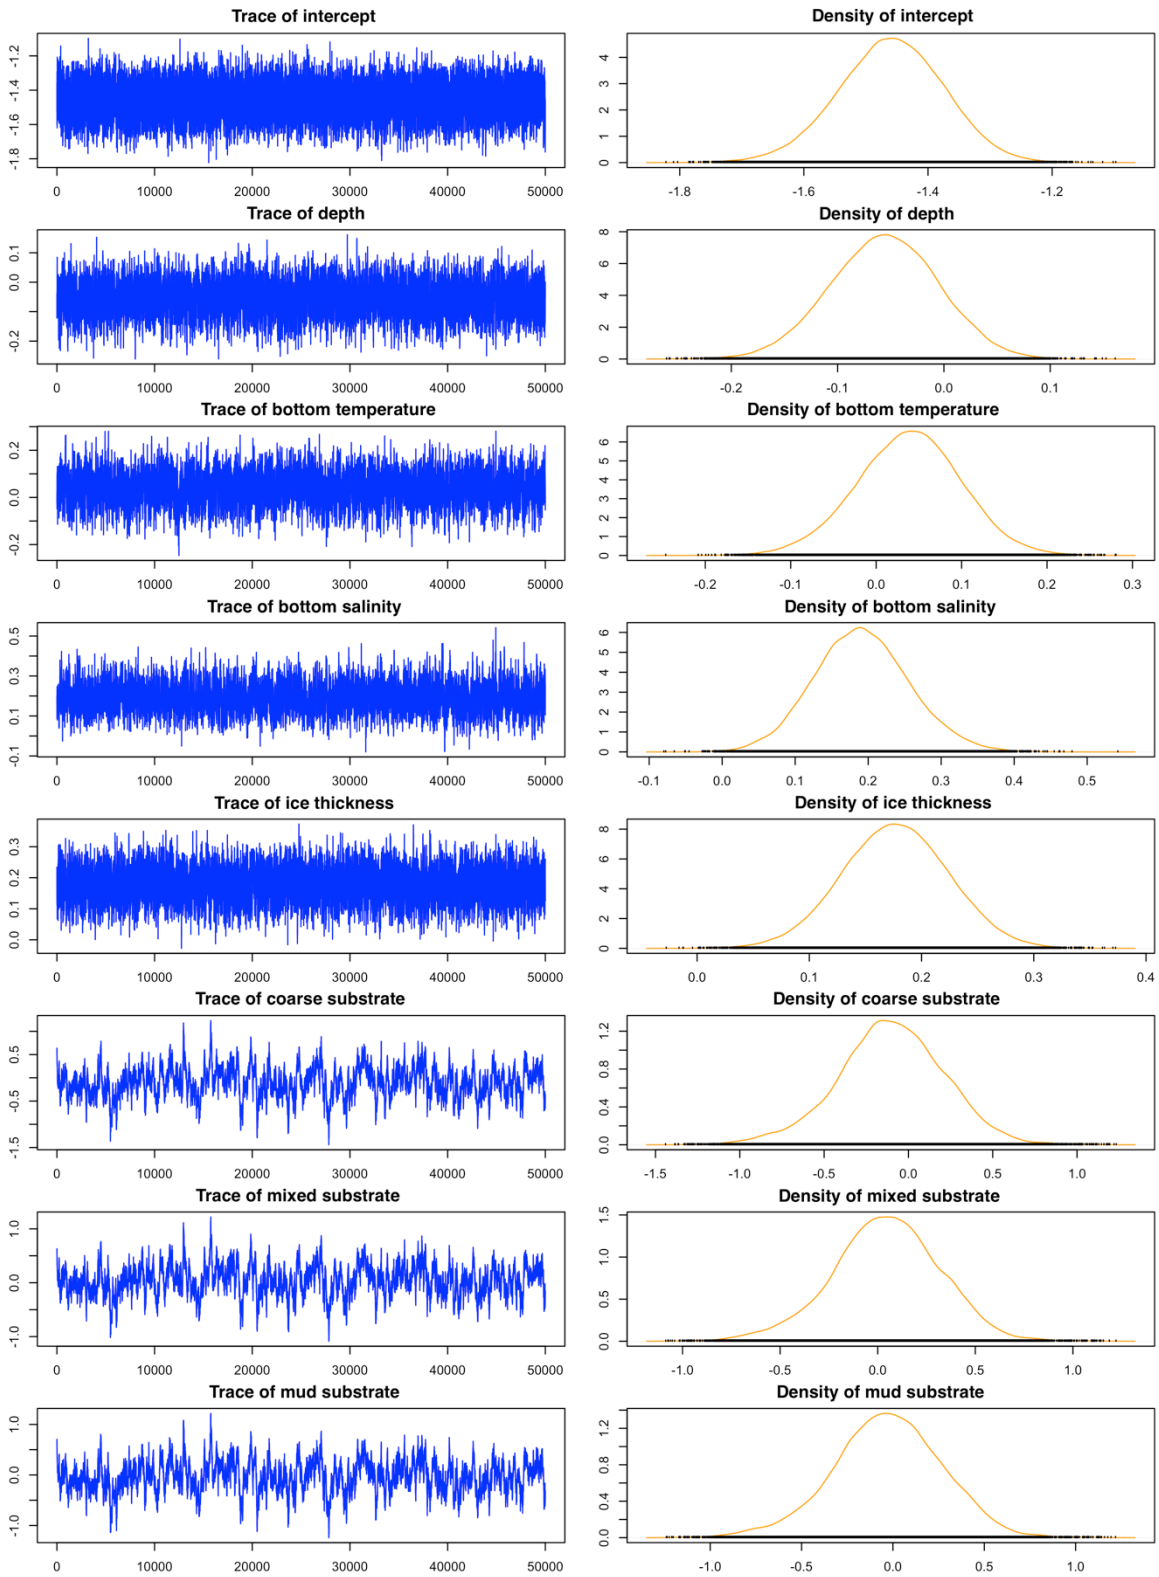 Trace of intercept
Density of intercept
-1.8 -1.6 -1.4 -1.2
0 10000 20000 30000 40000 50000
0 1 2 3 4
-1.8 -1.6 -1.4 -1.2
Trace of depth
Density of depth
-0.2 0.0 0.1
0 10000 20000 30000 40000 50000
0 2 4 6 8
-0.2 -0.1 0.0 0.1
Trace of bottom temperature
Density of bottom temperature
-0.2 0.0 0.2
0 10000 20000 30000 40000 50000
0 1 2 3 4 5 6
-0.2 -0.1 0.0 0.1 0.2 0.3
Trace of bottom salinity
Density of bottom salinity
-0.1 0.1 0.3 0.5
0 10000 20000 30000 40000 50000
0 1 2 3 4 5 6
-0.1 0.0 0.1 0.2 0.3 0.4 0.5
Trace of ice thickness
Density of ice thickness
0.0 0.1 0.2 0.3
0 10000 20000 30000 40000 50000
0 2 4 6 8
0.0 0.1 0.2 0.3 0.4
Trace of coarse substrate
Density of coarse substrate
-1.5 -0.5 0.5
0 10000 20000 30000 40000 50000
0.0 0.4 0.8 1.2
-1.5 -1.0 -0.5 0.0 0.5 1.0
Trace of mixed substrate
Density of mixed substrate
-1.0 0.0 1.0
0 10000 20000 30000 40000 50000
0.0 0.5 1.0 1.5
-1.0 -0.5 0.0 0.5 1.0
Trace of mud substrate
Density of mud substrate
-1.0 0.0 1.0
0 10000 20000 30000 40000 50000
0.0 0.4 0.8 1.2
-1.0 -0.5 0.0 0.5 1.0